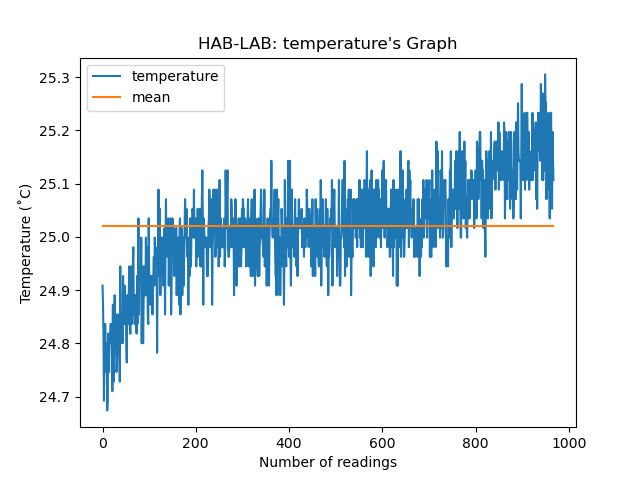 HAB-LAB: temperature's Graph
temperature
mean
25.3
25.2
25.1
25.0
24.9
24.8
24.7
Temperature (˚C)
0
200
400
600
800
1000
Number of readings